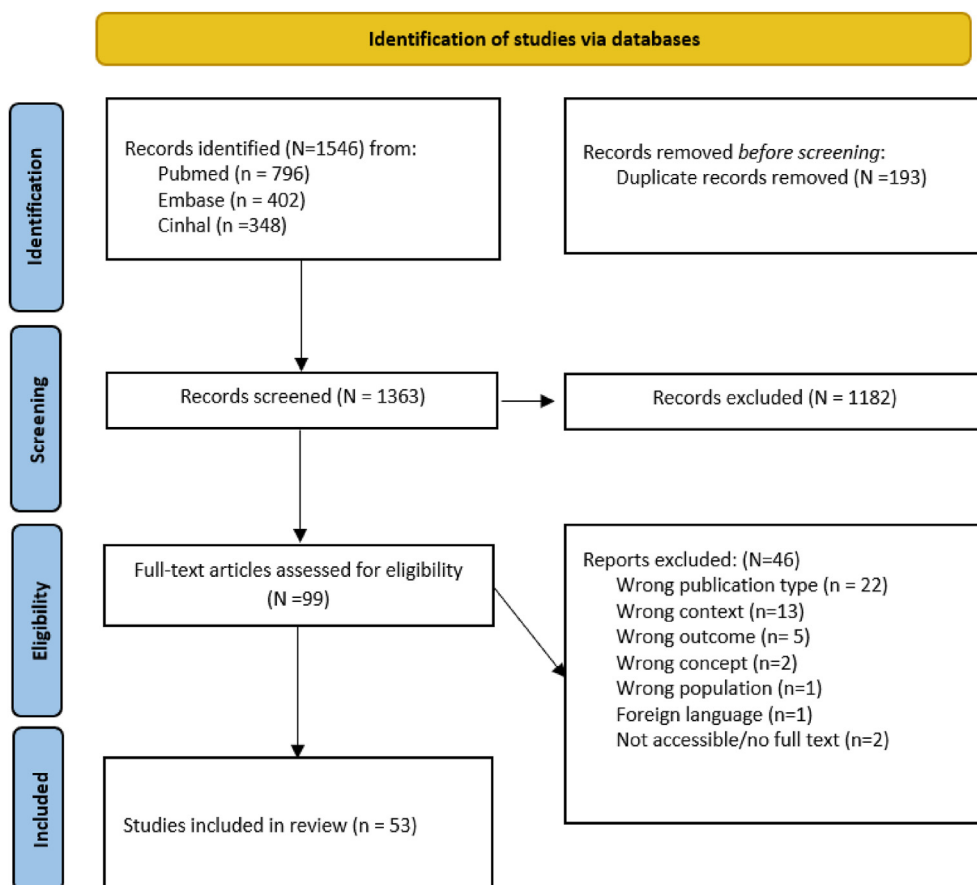 Identification of studies via databases
Identification
Records identified (N=1546) from:
Pubmed (n = 796)
Embase (n = 402)
Cinhal (n =348)
Records removed before screening:
Duplicate records removed (N =193)
Screening
Records screened (N = 1363)
Records excluded (N = 1182)
Eligibility
Full-text articles assessed for eligibility
(N =99)
Reports excluded: (N=46)
Wrong publication type (n = 22)
Wrong context (n=13)
Wrong outcome (n= 5)
Wrong concept (n=2)
Wrong population (n=1)
Foreign language (n=1)
Not accessible/no full text (n=2)
Included
Studies included in review (n = 53)